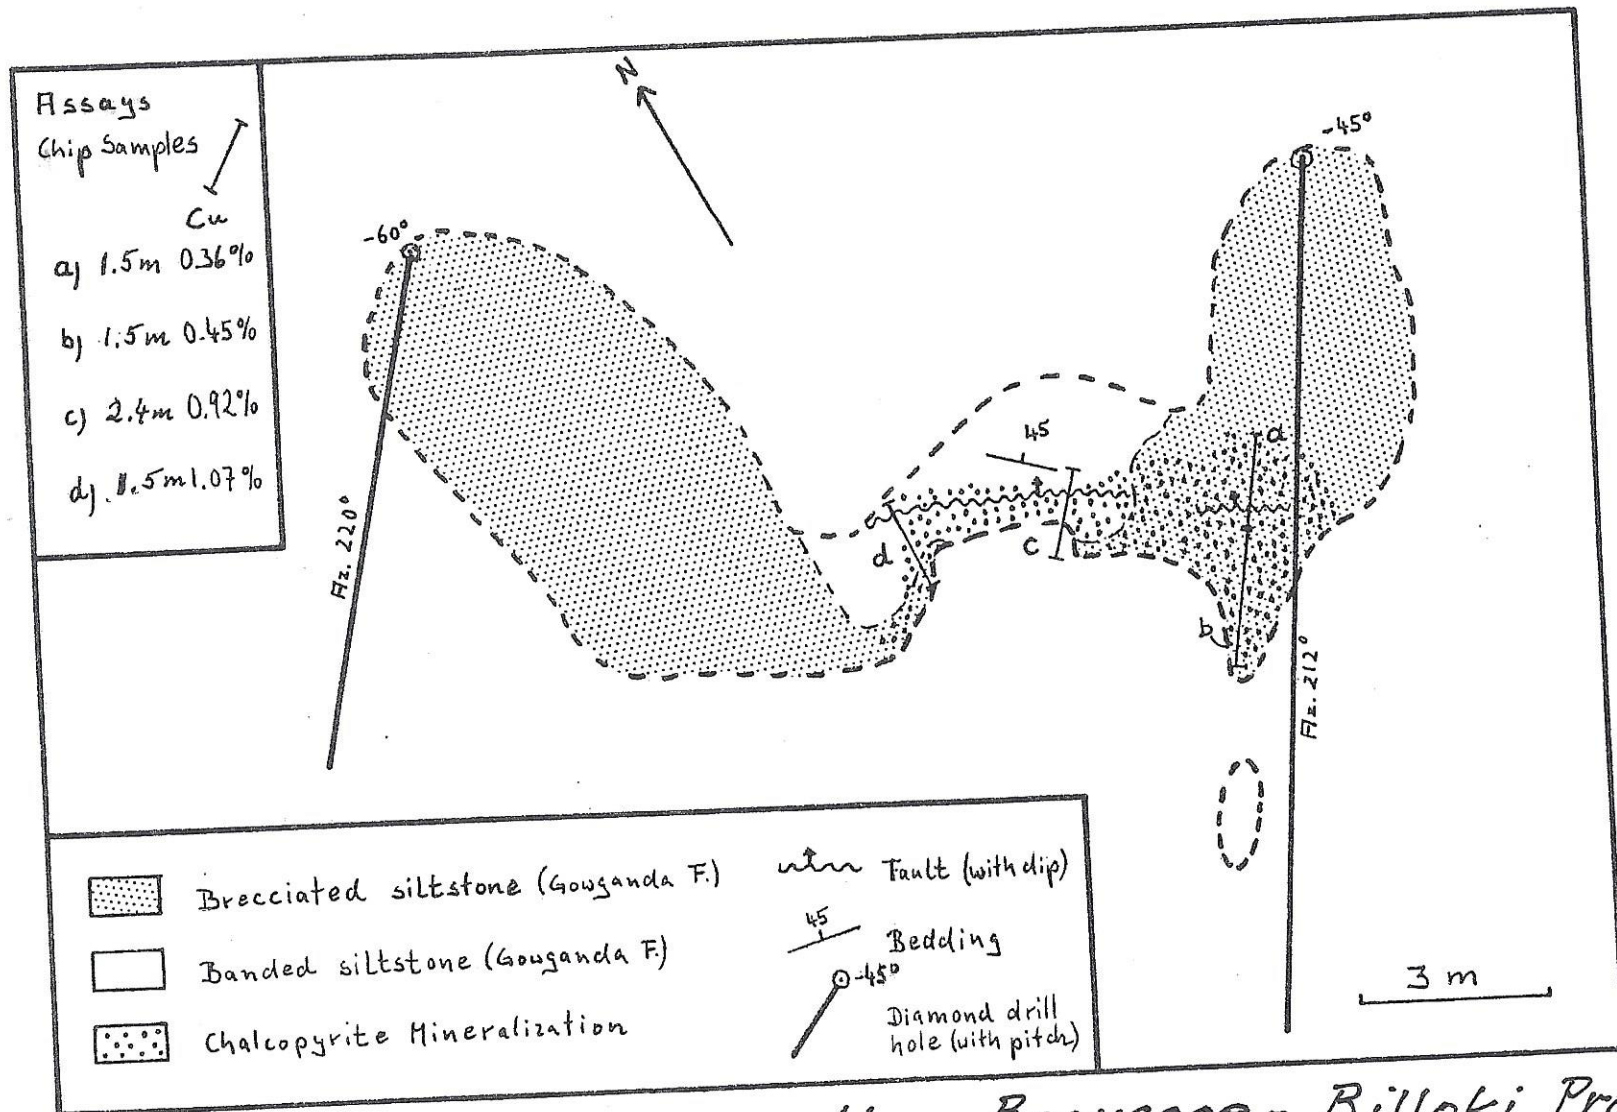 Assays
Chip Samples
Cu
a) 1.5m 0.36%
b) 1.5m 0.45%
c) 2.4m 0.92%
d) 1.5m 1.07%
N
-60°
-45°
Az. 220°
45
a
d
c
b
Az. 212°
Brecciated siltstone (Gowganda F.)
Banded siltstone (Gowganda F.)
Chalcopyrite Mineralization
Fault (with dip)
45
Bedding
-45°
Diamond drill
hole (with pitch)
3 m
Billoki